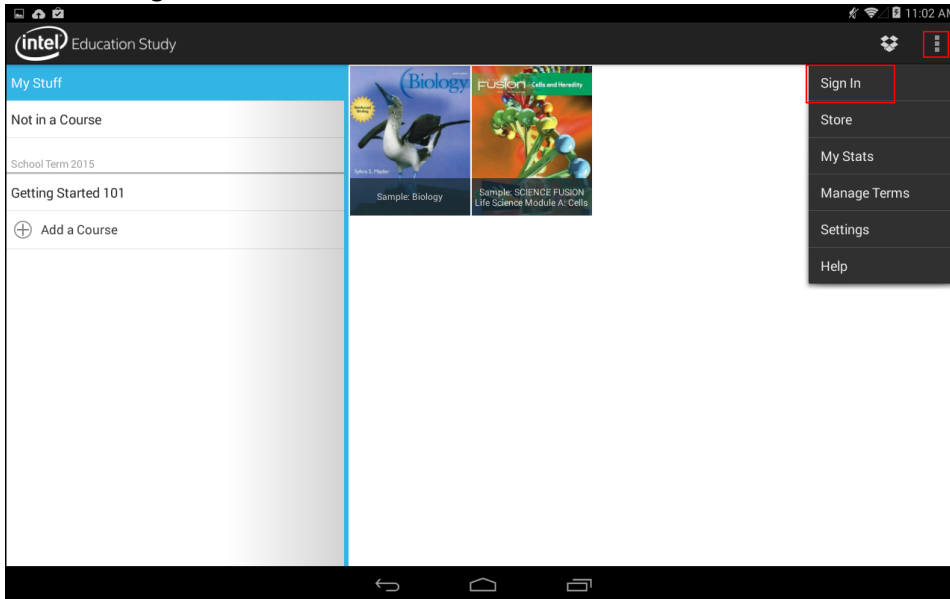 11:02 AM
intel Education Study
My Stuff
Not in a Course
School Term 2015
Getting Started 101
Add a Course
Biology
Sylvia S. Mader
Sample: Biology
FUSION Cells and Heredity
Sample: SCIENCE FUSION
Life Science Module A: Cells
Sign In
Store
My Stats
Manage Terms
Settings
Help